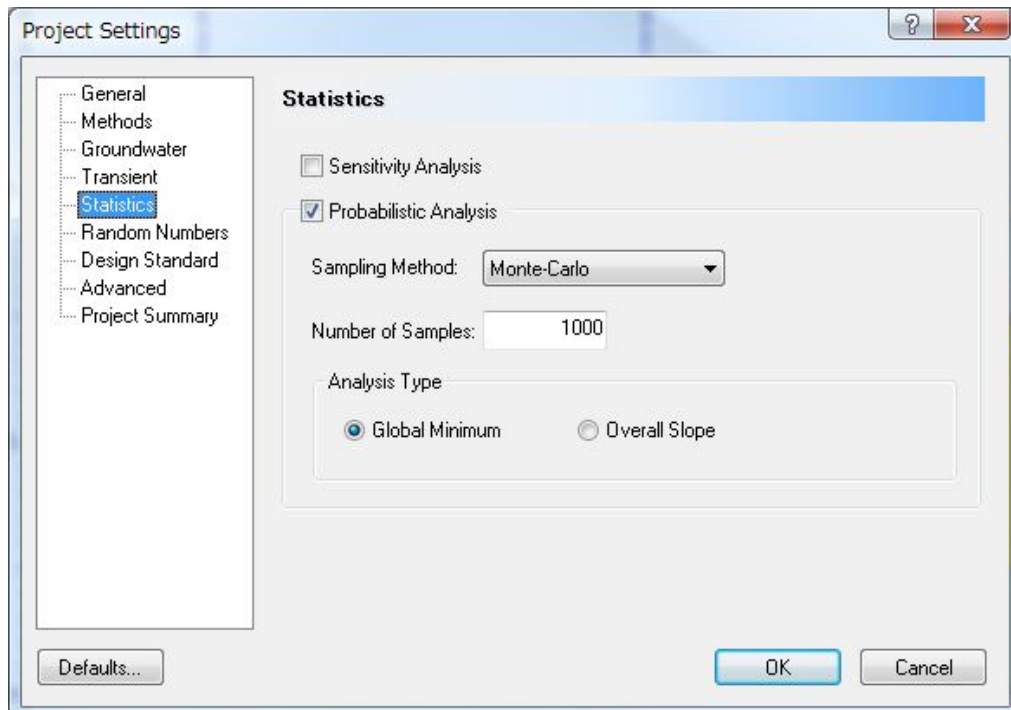 Project Settings
General
Methods
Groundwater
Transient
Statistics
Random Numbers
Design Standard
Advanced
Project Summary
Statistics
Sensitivity Analysis
Probabilistic Analysis
Sampling Method: Monte-Carlo
Number of Samples: 1000
Analysis Type
Global Minimum Overall Slope
Defaults... OK Cancel